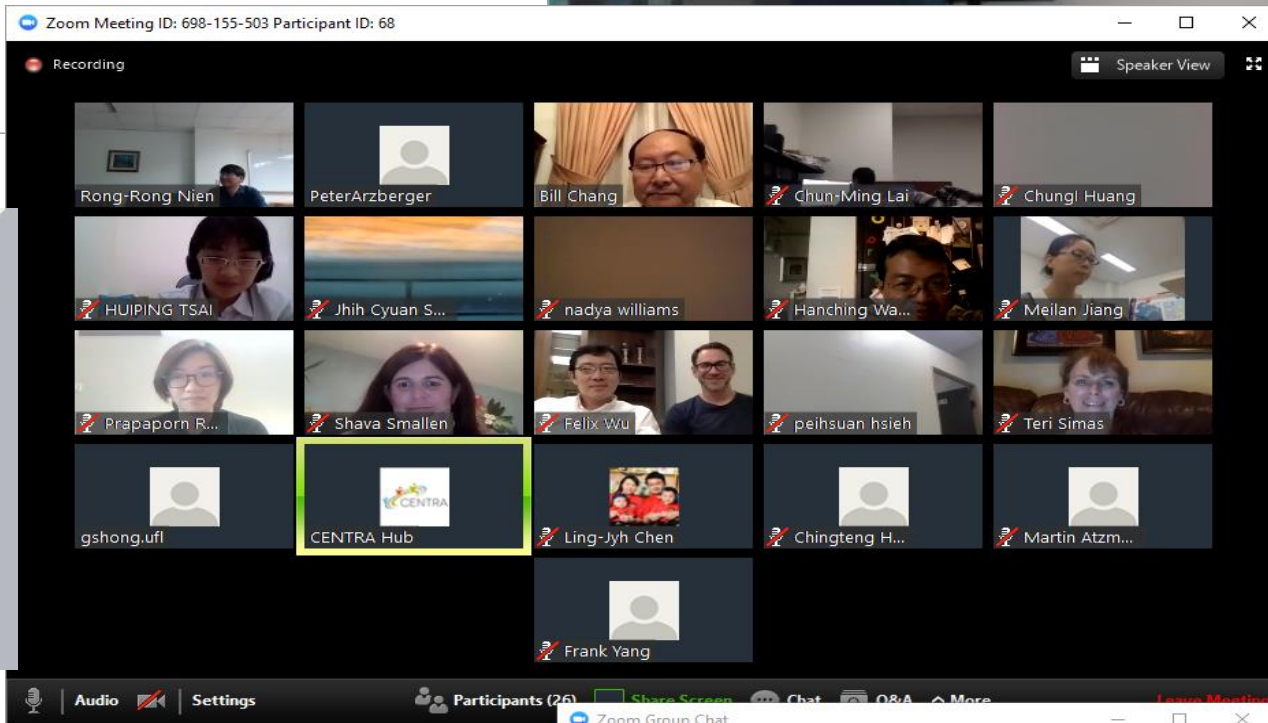 Zoom Meeting ID: 698-155-503 Participant ID: 68
Recording
Speaker View
Rong-Rong Nien
PeterArzberger
Bill Chang
Chun-Ming Lai
ChungI Huang
HUIPING TSAI
Jhih Cyuan S...
nadya williams
Hanching Wa...
Meilan Jiang
Prapaporn R...
Shava Smallen
Felix Wu
peihsuan hsieh
Teri Simas
gshong.ufl
CENTRA
CENTRA Hub
Ling-Jyh Chen
Chingteng H...
Martin Atzm...
Frank Yang
Audio
Settings
Participants (26)
Share Screen
Chat
Q&A
More
Leave Meeting
Zoom Group Chat